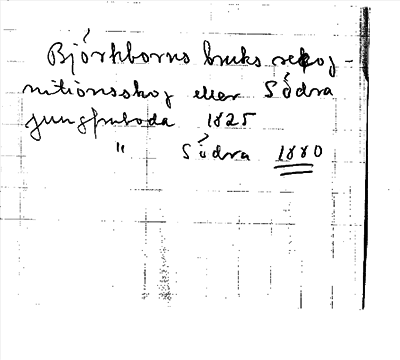 Björkborns bruks rekog-
nitionsskog eller Södra
Jungfruboda 1825
" Södra 1880